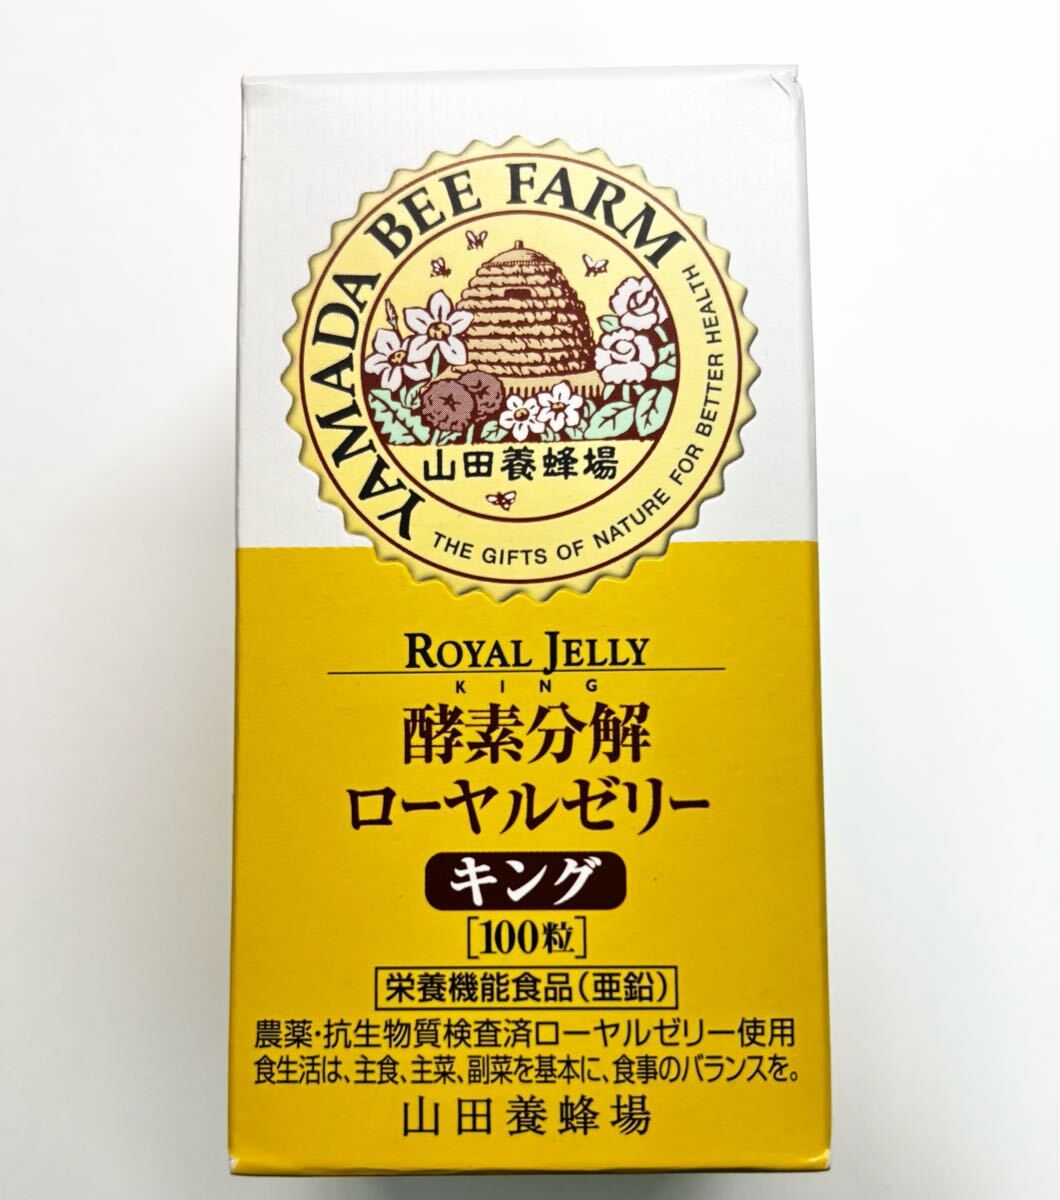 YAMADA BEE FARM
THE GIFTS OF NATURE FOR BETTER HEALTH
山田養蜂場
ROYAL JELLY
KING
酵素分解
ローヤルゼリー
キング
[100粒]
栄養機能食品(亜鉛)
農薬・抗生物質検査済ローヤルゼリー使用
食生活は、主食、主菜、副菜を基本に、食事のバランスを。
山田養蜂場